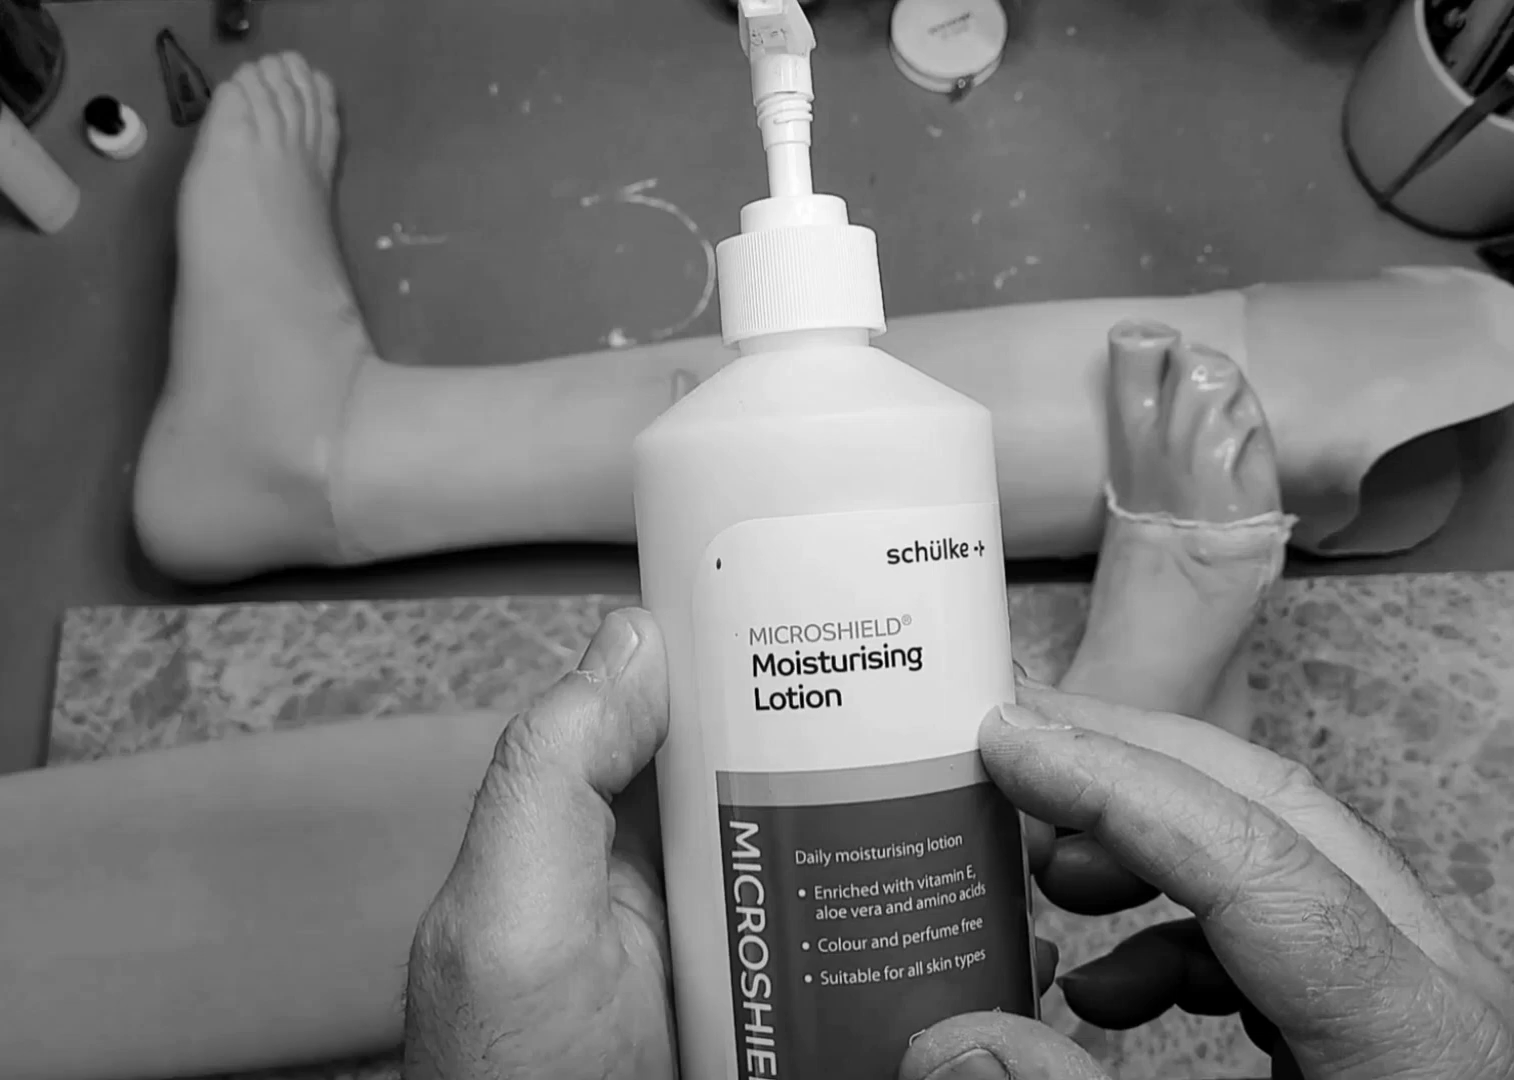 schülke
MICROSHIELD®
Moisturising
Lotion
Daily moisturising lotion
• Enriched with vitamin E,
aloe vera and amino acids
• Colour and perfume free
• Suitable for all skin types